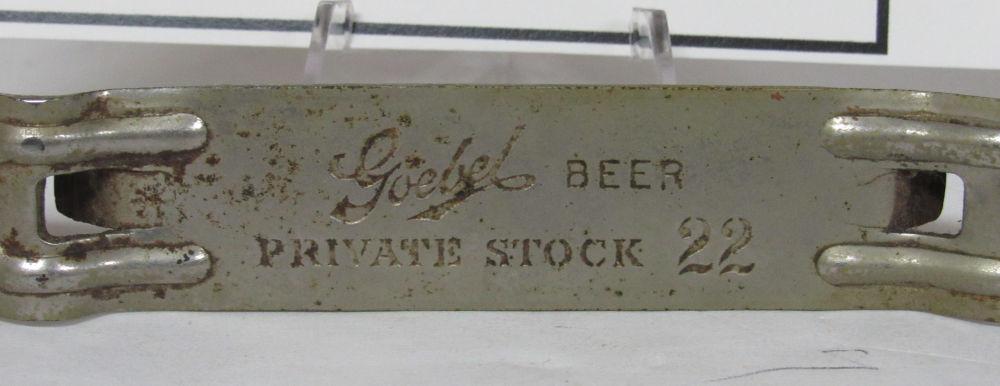 Goebel BEER
PRIVATE STOCK 22